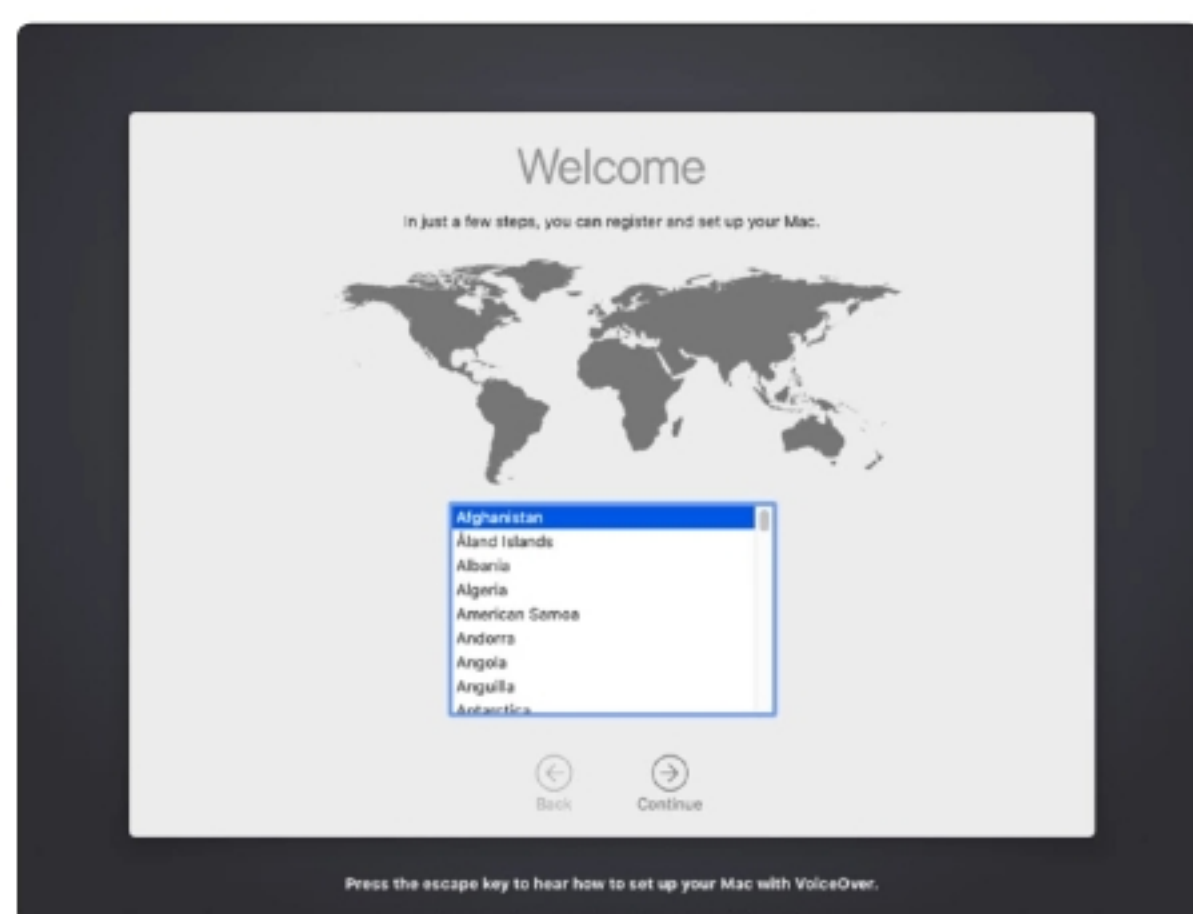 Welcome
In just a few steps, you can register and set up your Mac.
Afghanistan
Åland Islands
Albania
Algeria
American Samoa
Andorra
Angola
Anguilla
Antarctica
Back
Continue
Press the escape key to hear how to set up your Mac with VoiceOver.